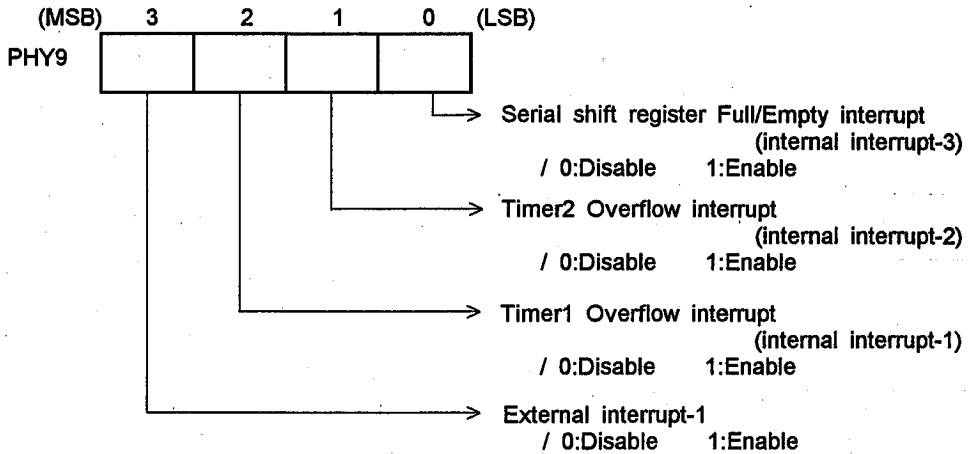 (MSB) 3 2 1 0 (LSB)
PHY9
Serial shift register Full/Empty interrupt
(internal interrupt-3)
/ 0:Disable 1:Enable
Timer2 Overflow interrupt
(internal interrupt-2)
/ 0:Disable 1:Enable
Timer1 Overflow interrupt
(internal interrupt-1)
/ 0:Disable 1:Enable
External interrupt-1
/ 0:Disable 1:Enable